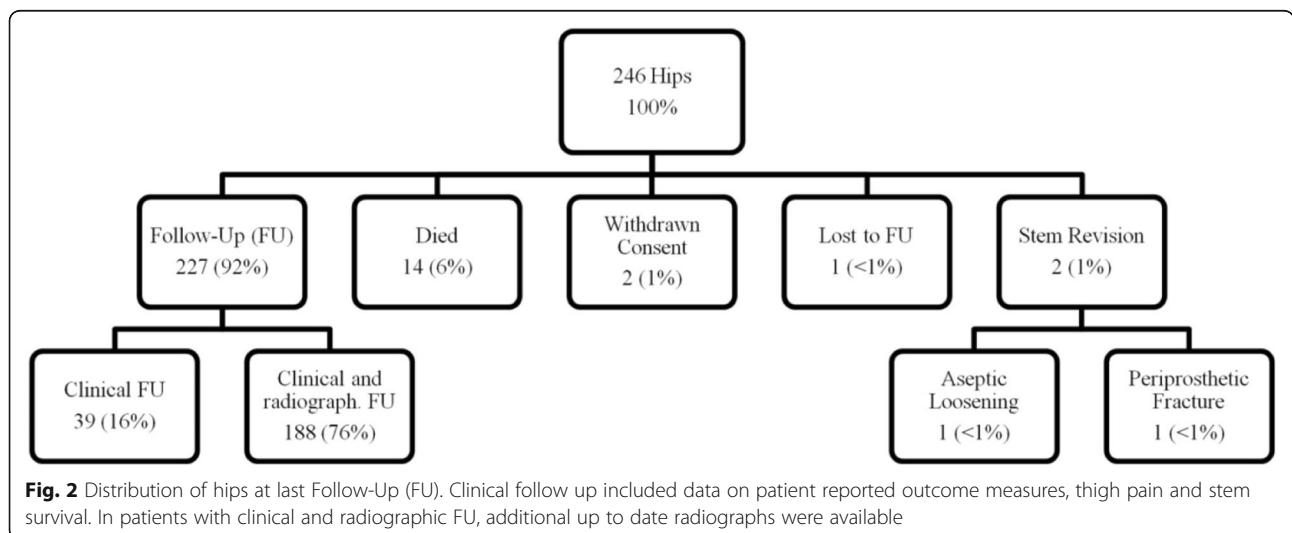 246 Hips
100%
Follow-Up (FU)
227 (92%)
Died
14 (6%)
Withdrawn
Consent
2 (1%)
Lost to FU
1 (<1%)
Stem Revision
2 (1%)
Clinical FU
39 (16%)
Clinical and
radiograph. FU
188 (76%)
Aseptic
Loosening
1 (<1%)
Periprosthetic
Fracture
1 (<1%)
Fig. 2 Distribution of hips at last Follow-Up (FU). Clinical follow up included data on patient reported outcome measures, thigh pain and stem
survival. In patients with clinical and radiographic FU, additional up to date radiographs were available